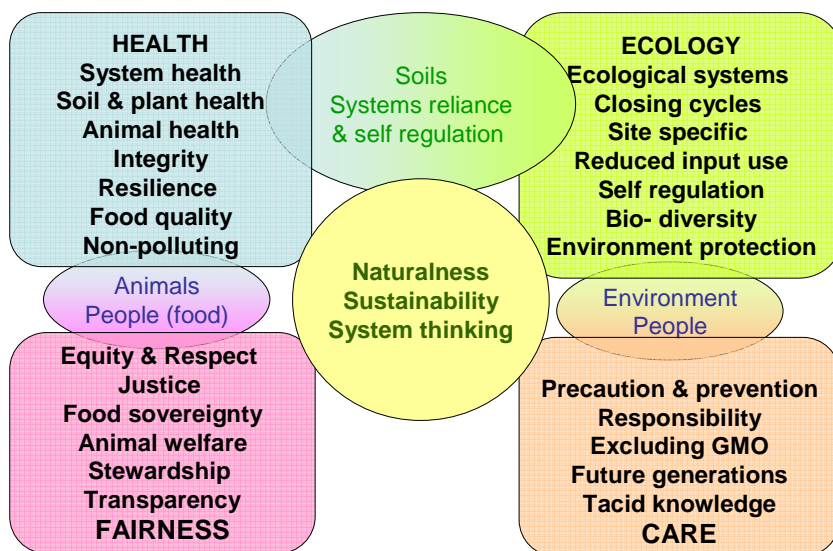 HEALTH
System health
Soil & plant health
Animal health
Integrity
Resilience
Food quality
Non-polluting
Soils
Systems reliance
& self regulation
ECOLOGY
Ecological systems
Closing cycles
Site specific
Reduced input use
Self regulation
Bio- diversity
Environment protection
Naturalness
Sustainability
System thinking
Animals
People (food)
Environment
People
Equity & Respect
Justice
Food sovereignty
Animal welfare
Stewardship
Transparency
FAIRNESS
Precaution & prevention
Responsibility
Excluding GMO
Future generations
Tacid knowledge
CARE